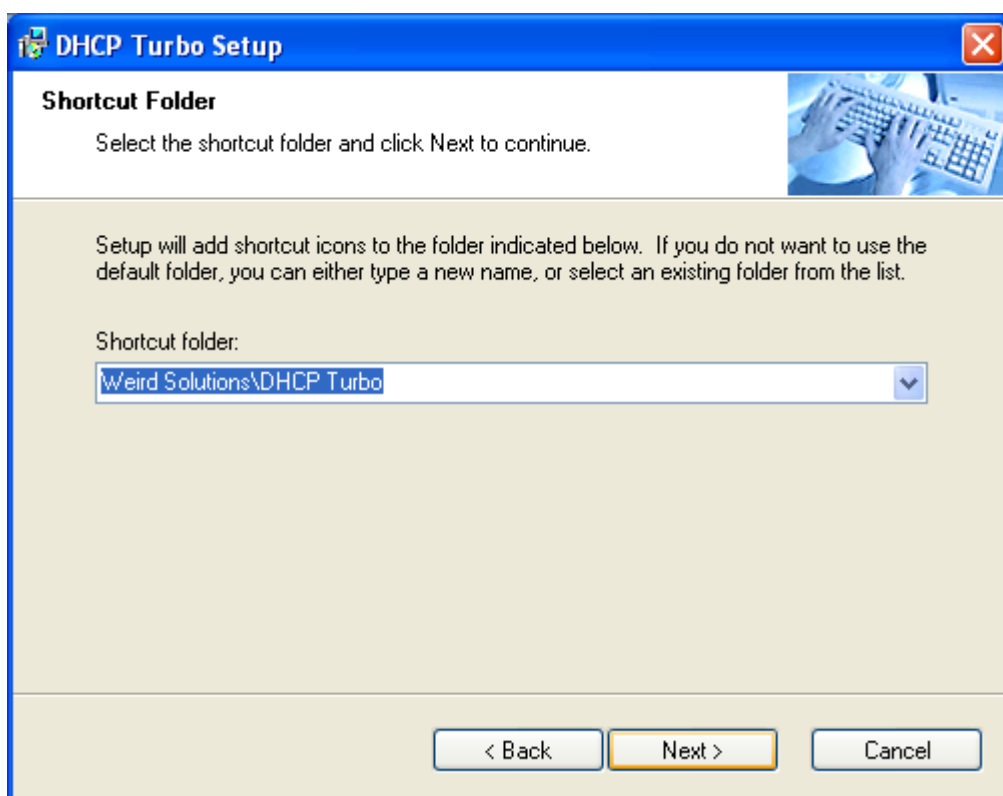 DHCP Turbo Setup
Shortcut Folder
Select the shortcut folder and click Next to continue.
Setup will add shortcut icons to the folder indicated below.  If you do not want to use the
default folder, you can either type a new name, or select an existing folder from the list.
Shortcut folder:
Weird Solutions\DHCP Turbo
< Back
Next >
Cancel